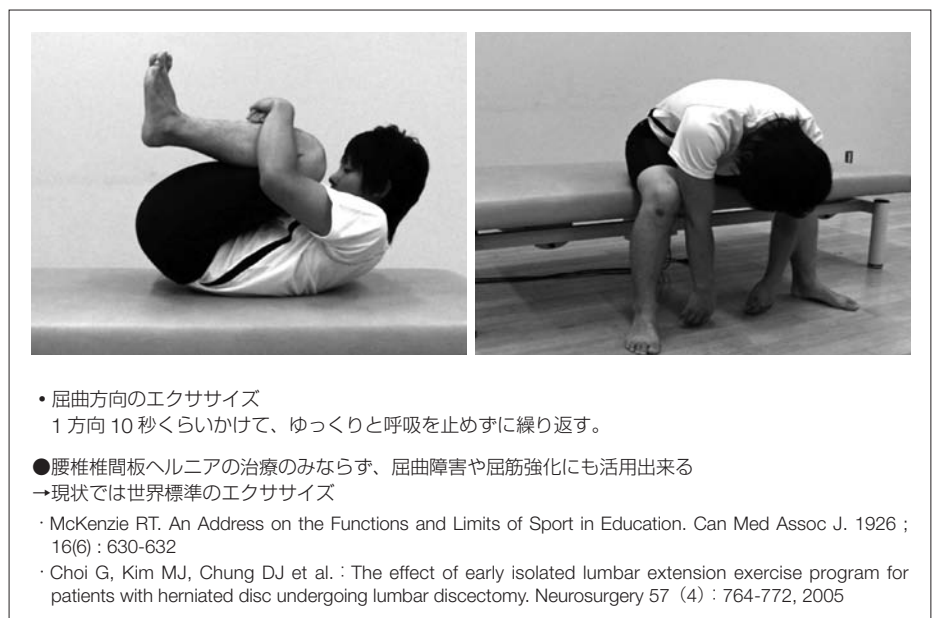 • 屈曲方向のエクササイズ
1 方向 10 秒くらいかけて、ゆっくりと呼吸を止めずに繰り返す。
●腰椎椎間板ヘルニアの治療のみならず、屈曲障害や屈筋強化にも活用出来る
→現状では世界標準のエクササイズ
· McKenzie RT. An Address on the Functions and Limits of Sport in Education. Can Med Assoc J. 1926 ;
16(6) : 630-632
· Choi G, Kim MJ, Chung DJ et al.：The effect of early isolated lumbar extension exercise program for
patients with herniated disc undergoing lumbar discectomy. Neurosurgery 57（4）：764-772, 2005